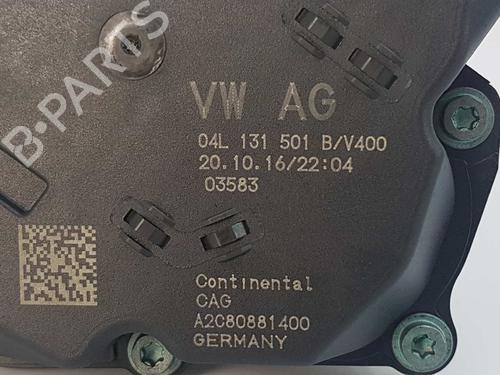 B-PARTS
VW AG
04L 131 501 B/V400
20.10.16/22:04
03583
Continental
CAG
A2C80881400
GERMANY